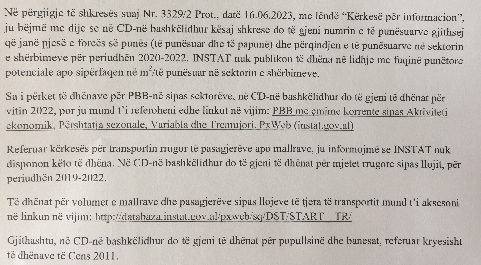 Në përgjigje të shkresës suaj Nr. 3329/2 Prot., datë 16.06.2023, me lëndë “Kërkesë për informacion”,
ju bëjmë me dije se në CD-në bashkëlidhur kësaj shkrese do të gjeni numrin e të punësuarve gjithsej
që janë pjesë e forcës së punës (të punësuar dhe të papunë) dhe përqindjen e të punësuarve në sektorin
e shërbimeve për periudhën 2020-2022. INSTAT nuk publikon të dhëna në lidhje me fuqinë punëtore
potenciale apo sipërfaqen në m²/të punësuar në sektorin e shërbimeve.
Sa i përket të dhënave për PBB-në sipas sektorëve, në CD-në bashkëlidhur do të gjeni të dhënat për
vitin 2022, por ju mund t’i referoheni edhe linkut në vijim: PBB me çmime korrente sipas Aktiviteti
ekonomik, Përshtatja sezonale, Variabla dhe Tremujori. PxWeb (instat.gov.al)
Referuar kërkesës për transportin rrugor të pasagjerëve apo mallrave, ju informojmë se INSTAT nuk
disponon këto të dhëna. Në CD-në bashkëlidhur do të gjeni të dhënat për mjetet rrugore sipas llojit, për
periudhën 2019-2022.
Të dhënat për volumet e mallrave dhe pasagjerëve sipas llojeve të tjera të transportit mund t’i aksesoni
në linkun në vijim: http://databaza.instat.gov.al/pxweb/sq/DST/START__TR/
Gjithashtu, në CD-në bashkëlidhur do të gjeni të dhënat për popullsinë dhe banesat, referuar kryesisht
të dhënave të Cens 2011.